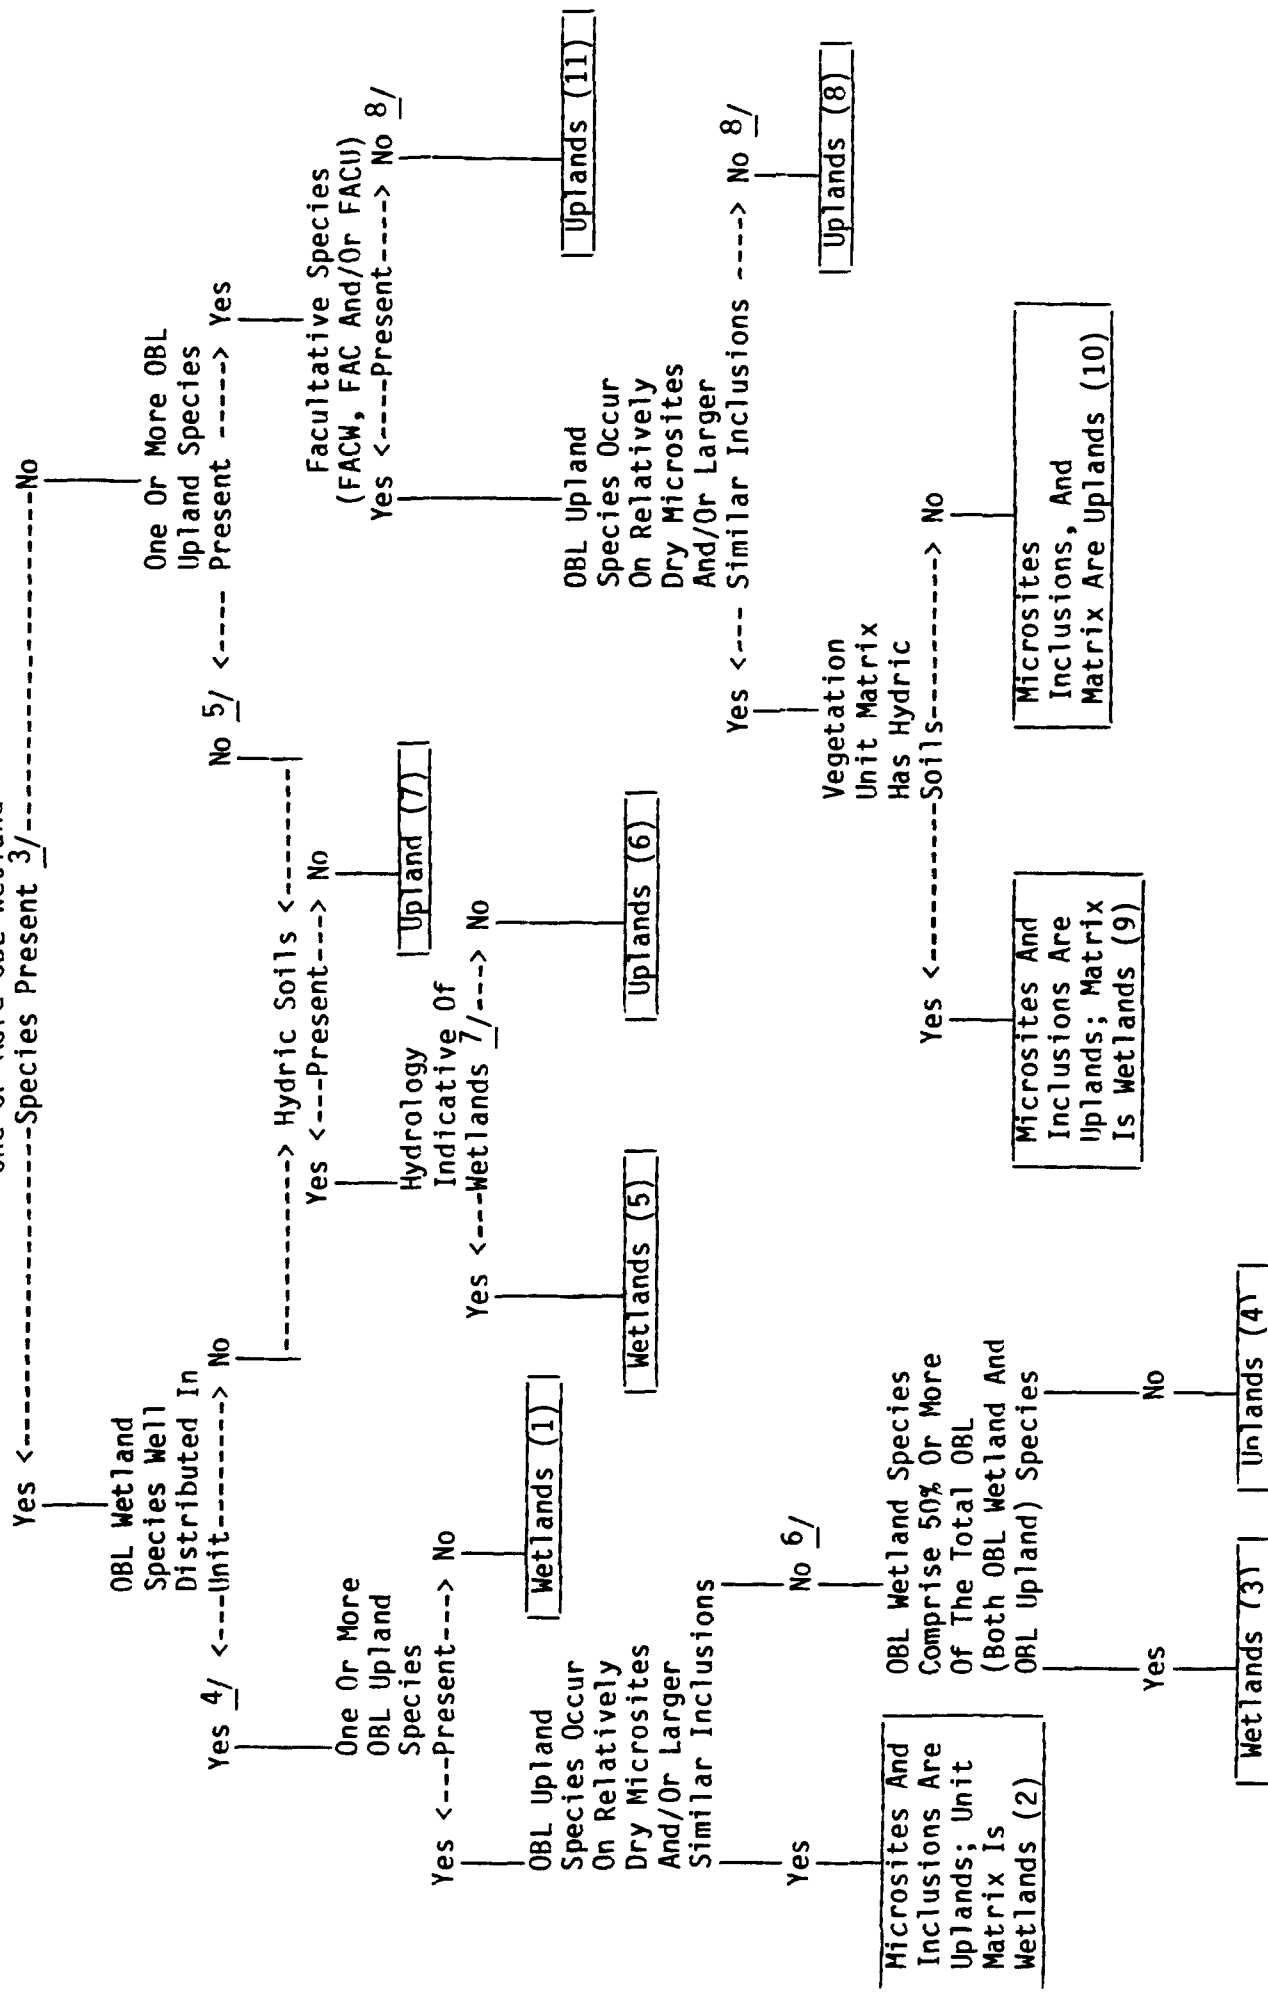 Yes <--------------------Species Present 3/--------------------No
OBL Wetland
Species Well
Distributed In
Yes 4/ <---Unit---------> No
One Or More
OBL Upland
Species
Yes <---Present---> No
Wetlands (1)
OBL Upland
Species Occur
On Relatively
Dry Microsites
And/Or Larger
Similar Inclusions
Yes
No 6/
Microsites And
Inclusions Are
Uplands; Unit
Matrix Is
Wetlands (2)
OBL Wetland Species
Comprise 50% Or More
Of The Total OBL
(Both OBL Wetland And
OBL Upland) Species
Yes
No
Wetlands (3)
Uplands (4)
-----------> Hydric Soils <---------
Yes <---Present---> No
Upland (7)
Hydrology
Indicative Of
Yes <---Wetlands 7/---> No
Wetlands (5)
Uplands (6)
One Or More OBL
Upland Species
No 5/ <---- Present -----> Yes
Facultative Species
(FACW, FAC And/Or FACU)
Yes <----Present----> No 8/
Uplands (11)
OBL Upland
Species Occur
On Relatively
Dry Microsites
And/Or Larger
Yes <--- Similar Inclusions ----> No 8/
Uplands (8)
Vegetation
Unit Matrix
Has Hydric
Yes <-----------Soils-----------> No
Microsites And
Inclusions Are
Uplands; Matrix
Is Wetlands (9)
Microsites
Inclusions, And
Matrix Are Uplands (10)